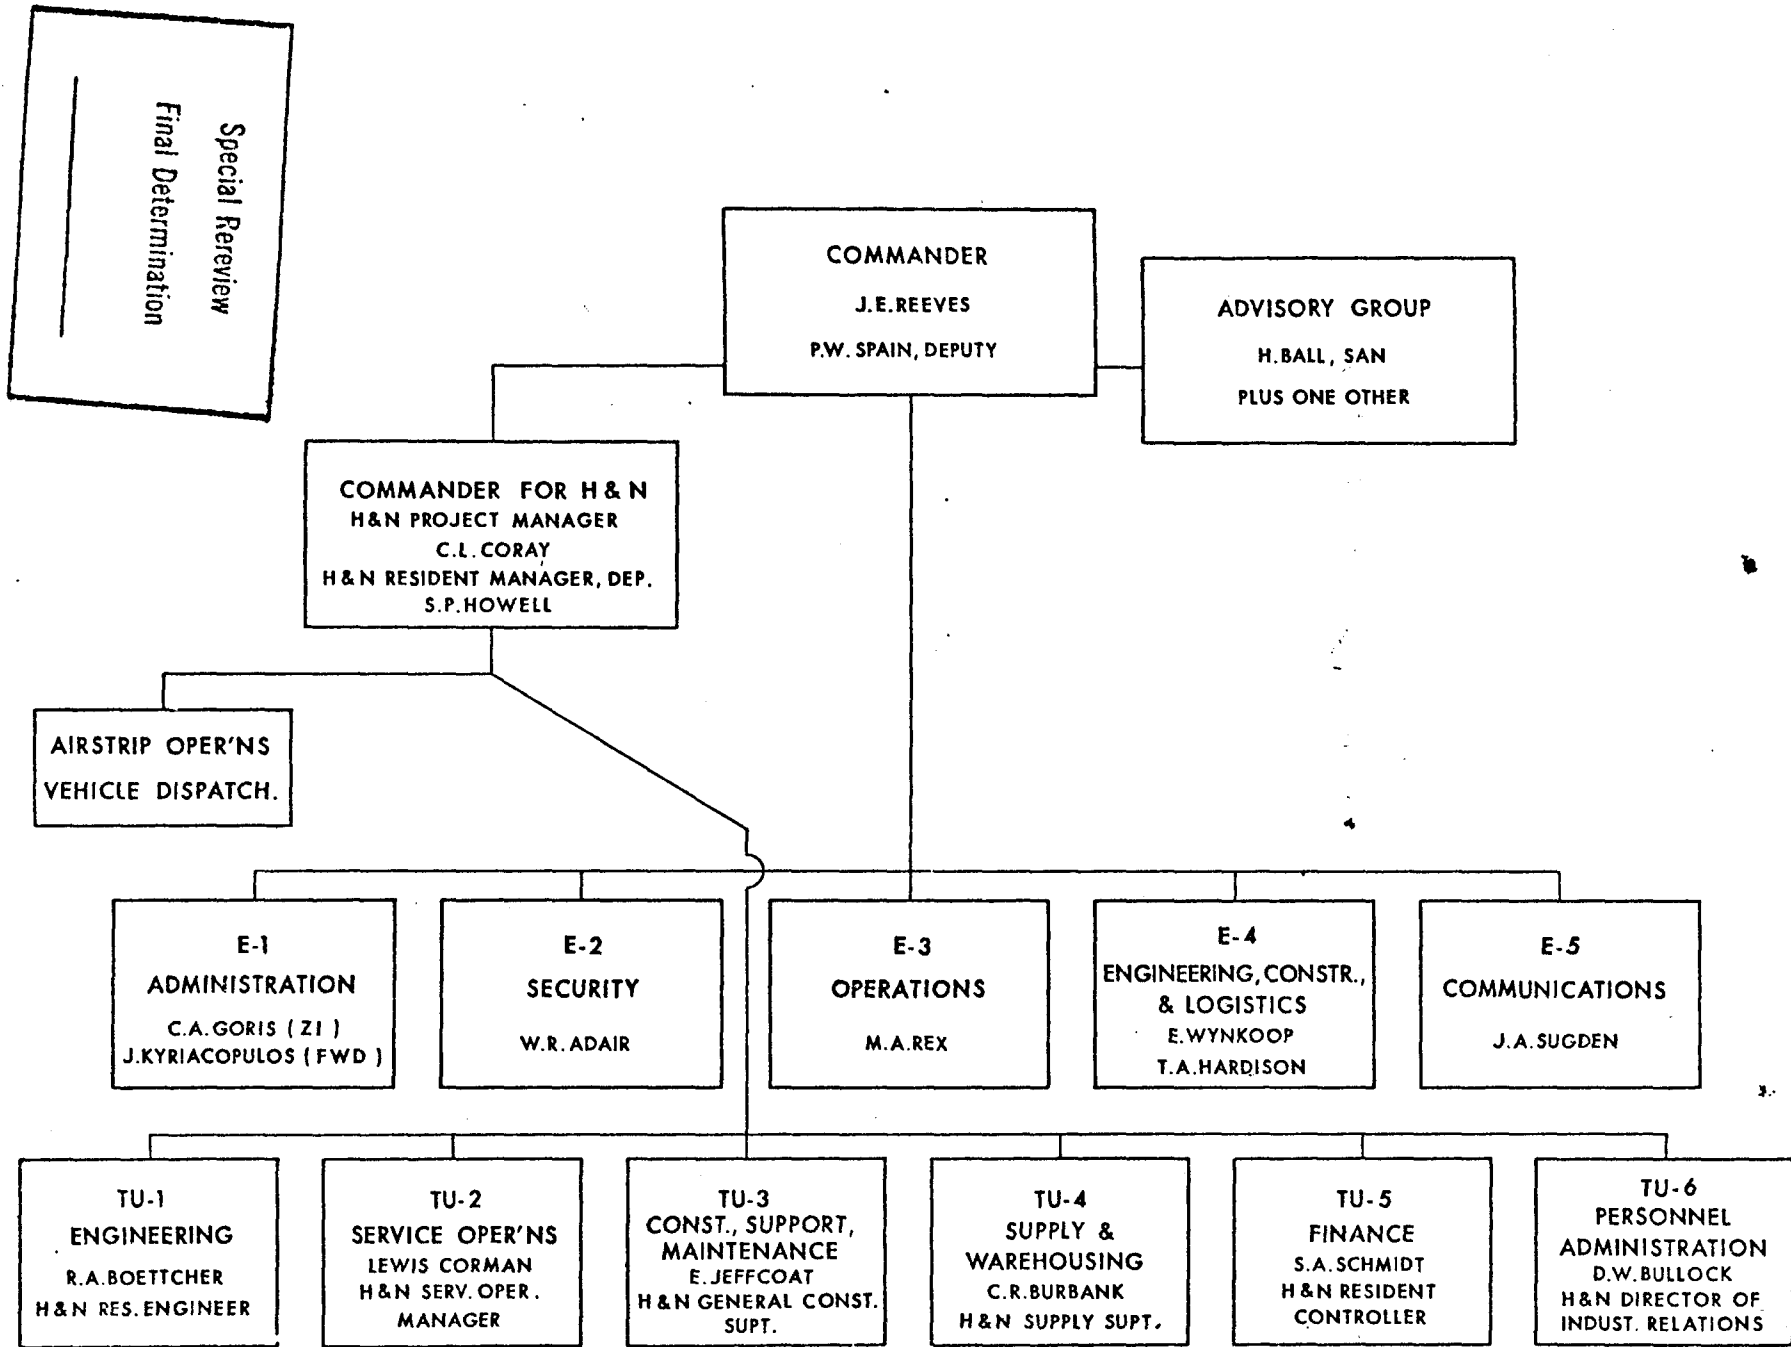 Special Rereview
Final Determination
COMMANDER
J.E.REEVES
P.W. SPAIN, DEPUTY
ADVISORY GROUP
H.BALL, SAN
PLUS ONE OTHER
COMMANDER FOR H & N
H&N PROJECT MANAGER
C.L.CORAY
H&N RESIDENT MANAGER, DEP.
S.P.HOWELL
AIRSTRIP OPER'NS
VEHICLE DISPATCH.
E-1
ADMINISTRATION
C.A.GORIS ( ZI )
J.KYRIACOPULOS ( FWD )
E-2
SECURITY
W.R.ADAIR
E-3
OPERATIONS
M.A.REX
E-4
ENGINEERING, CONSTR.,
& LOGISTICS
E.WYNKOOP
T.A.HARDISON
E-5
COMMUNICATIONS
J.A.SUGDEN
TU-1
ENGINEERING
R.A.BOETTCHER
H&N RES.ENGINEER
TU-2
SERVICE OPER'NS
LEWIS CORMAN
H&N SERV.OPER.
MANAGER
TU-3
CONST., SUPPORT,
MAINTENANCE
E.JEFFCOAT
H&N GENERAL CONST.
SUPT.
TU-4
SUPPLY &
WAREHOUSING
C.R.BURBANK
H&N SUPPLY SUPT.
TU-5
FINANCE
S.A.SCHMIDT
H&N RESIDENT
CONTROLLER
TU-6
PERSONNEL
ADMINISTRATION
D.W.BULLOCK
H&N DIRECTOR OF
INDUST. RELATIONS